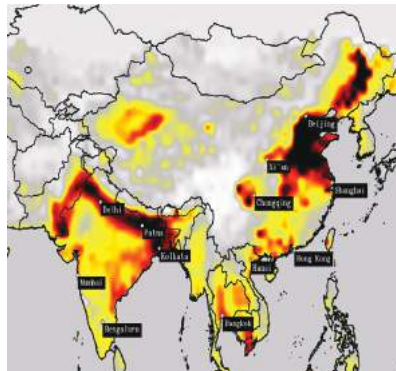 Beijing
Xi'an
Shanghai
Chongqing
Delhi
Patna
Kolkata
Hong Kong
Hanoi
Mumbai
Bangkok
Bengaluru